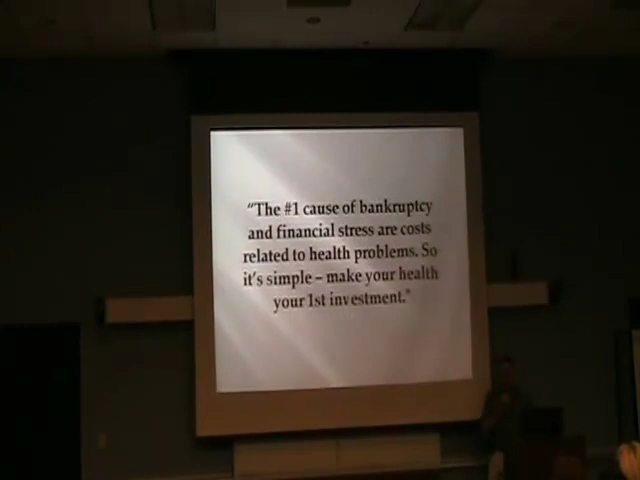 “The #1 cause of bankruptcy
and financial stress are costs
related to health problems. So
it's simple – make your health
your 1st investment.”